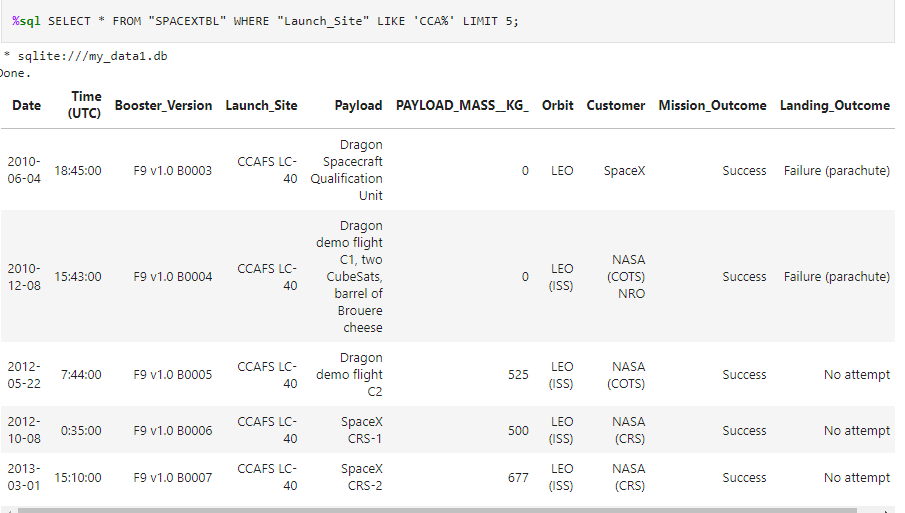 %sql SELECT * FROM "SPACEXTBL" WHERE "Launch_Site" LIKE 'CCA%' LIMIT 5;
* sqlite:///my_data1.db
Done.
Date Time (UTC) Booster_Version Launch_Site Payload PAYLOAD_MASS__KG_ Orbit Customer Mission_Outcome Landing_Outcome
2010-06-04 18:45:00 F9 v1.0 B0003 CCAFS LC-40 Dragon Spacecraft Qualification Unit 0 LEO SpaceX Success Failure (parachute)
2010-12-08 15:43:00 F9 v1.0 B0004 CCAFS LC-40 Dragon demo flight C1, two CubeSats, barrel of Brouere cheese 0 LEO (ISS) NASA (COTS) NRO Success Failure (parachute)
2012-05-22 7:44:00 F9 v1.0 B0005 CCAFS LC-40 Dragon demo flight C2 525 LEO (ISS) NASA (COTS) Success No attempt
2012-10-08 0:35:00 F9 v1.0 B0006 CCAFS LC-40 SpaceX CRS-1 500 LEO (ISS) NASA (CRS) Success No attempt
2013-03-01 15:10:00 F9 v1.0 B0007 CCAFS LC-40 SpaceX CRS-2 677 LEO (ISS) NASA (CRS) Success No attempt